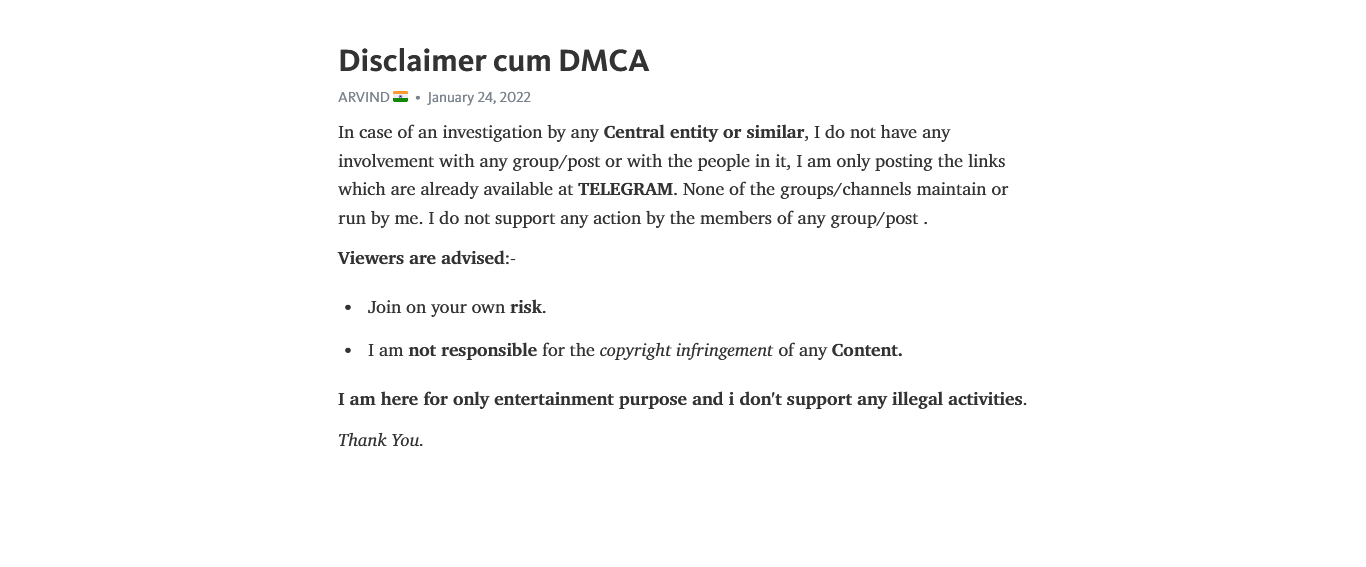 Disclaimer cum DMCA
ARVIND 🇮🇳 • January 24, 2022
In case of an investigation by any Central entity or similar, I do not have any
involvement with any group/post or with the people in it, I am only posting the links
which are already available at TELEGRAM. None of the groups/channels maintain or
run by me. I do not support any action by the members of any group/post .
Viewers are advised:-
• Join on your own risk.
• I am not responsible for the copyright infringement of any Content.
I am here for only entertainment purpose and i don't support any illegal activities.
Thank You.